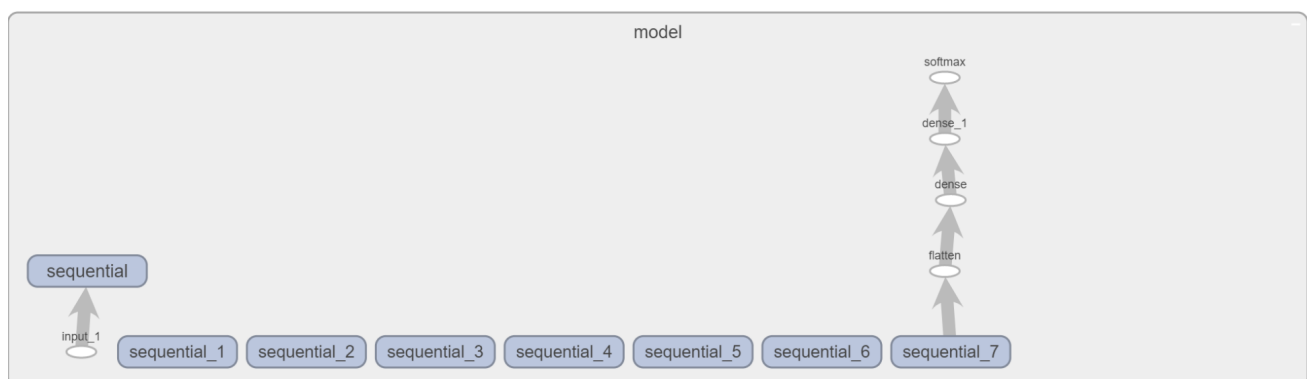 model
softmax
dense_1
dense
flatten
sequential
input_1
sequential_1
sequential_2
sequential_3
sequential_4
sequential_5
sequential_6
sequential_7